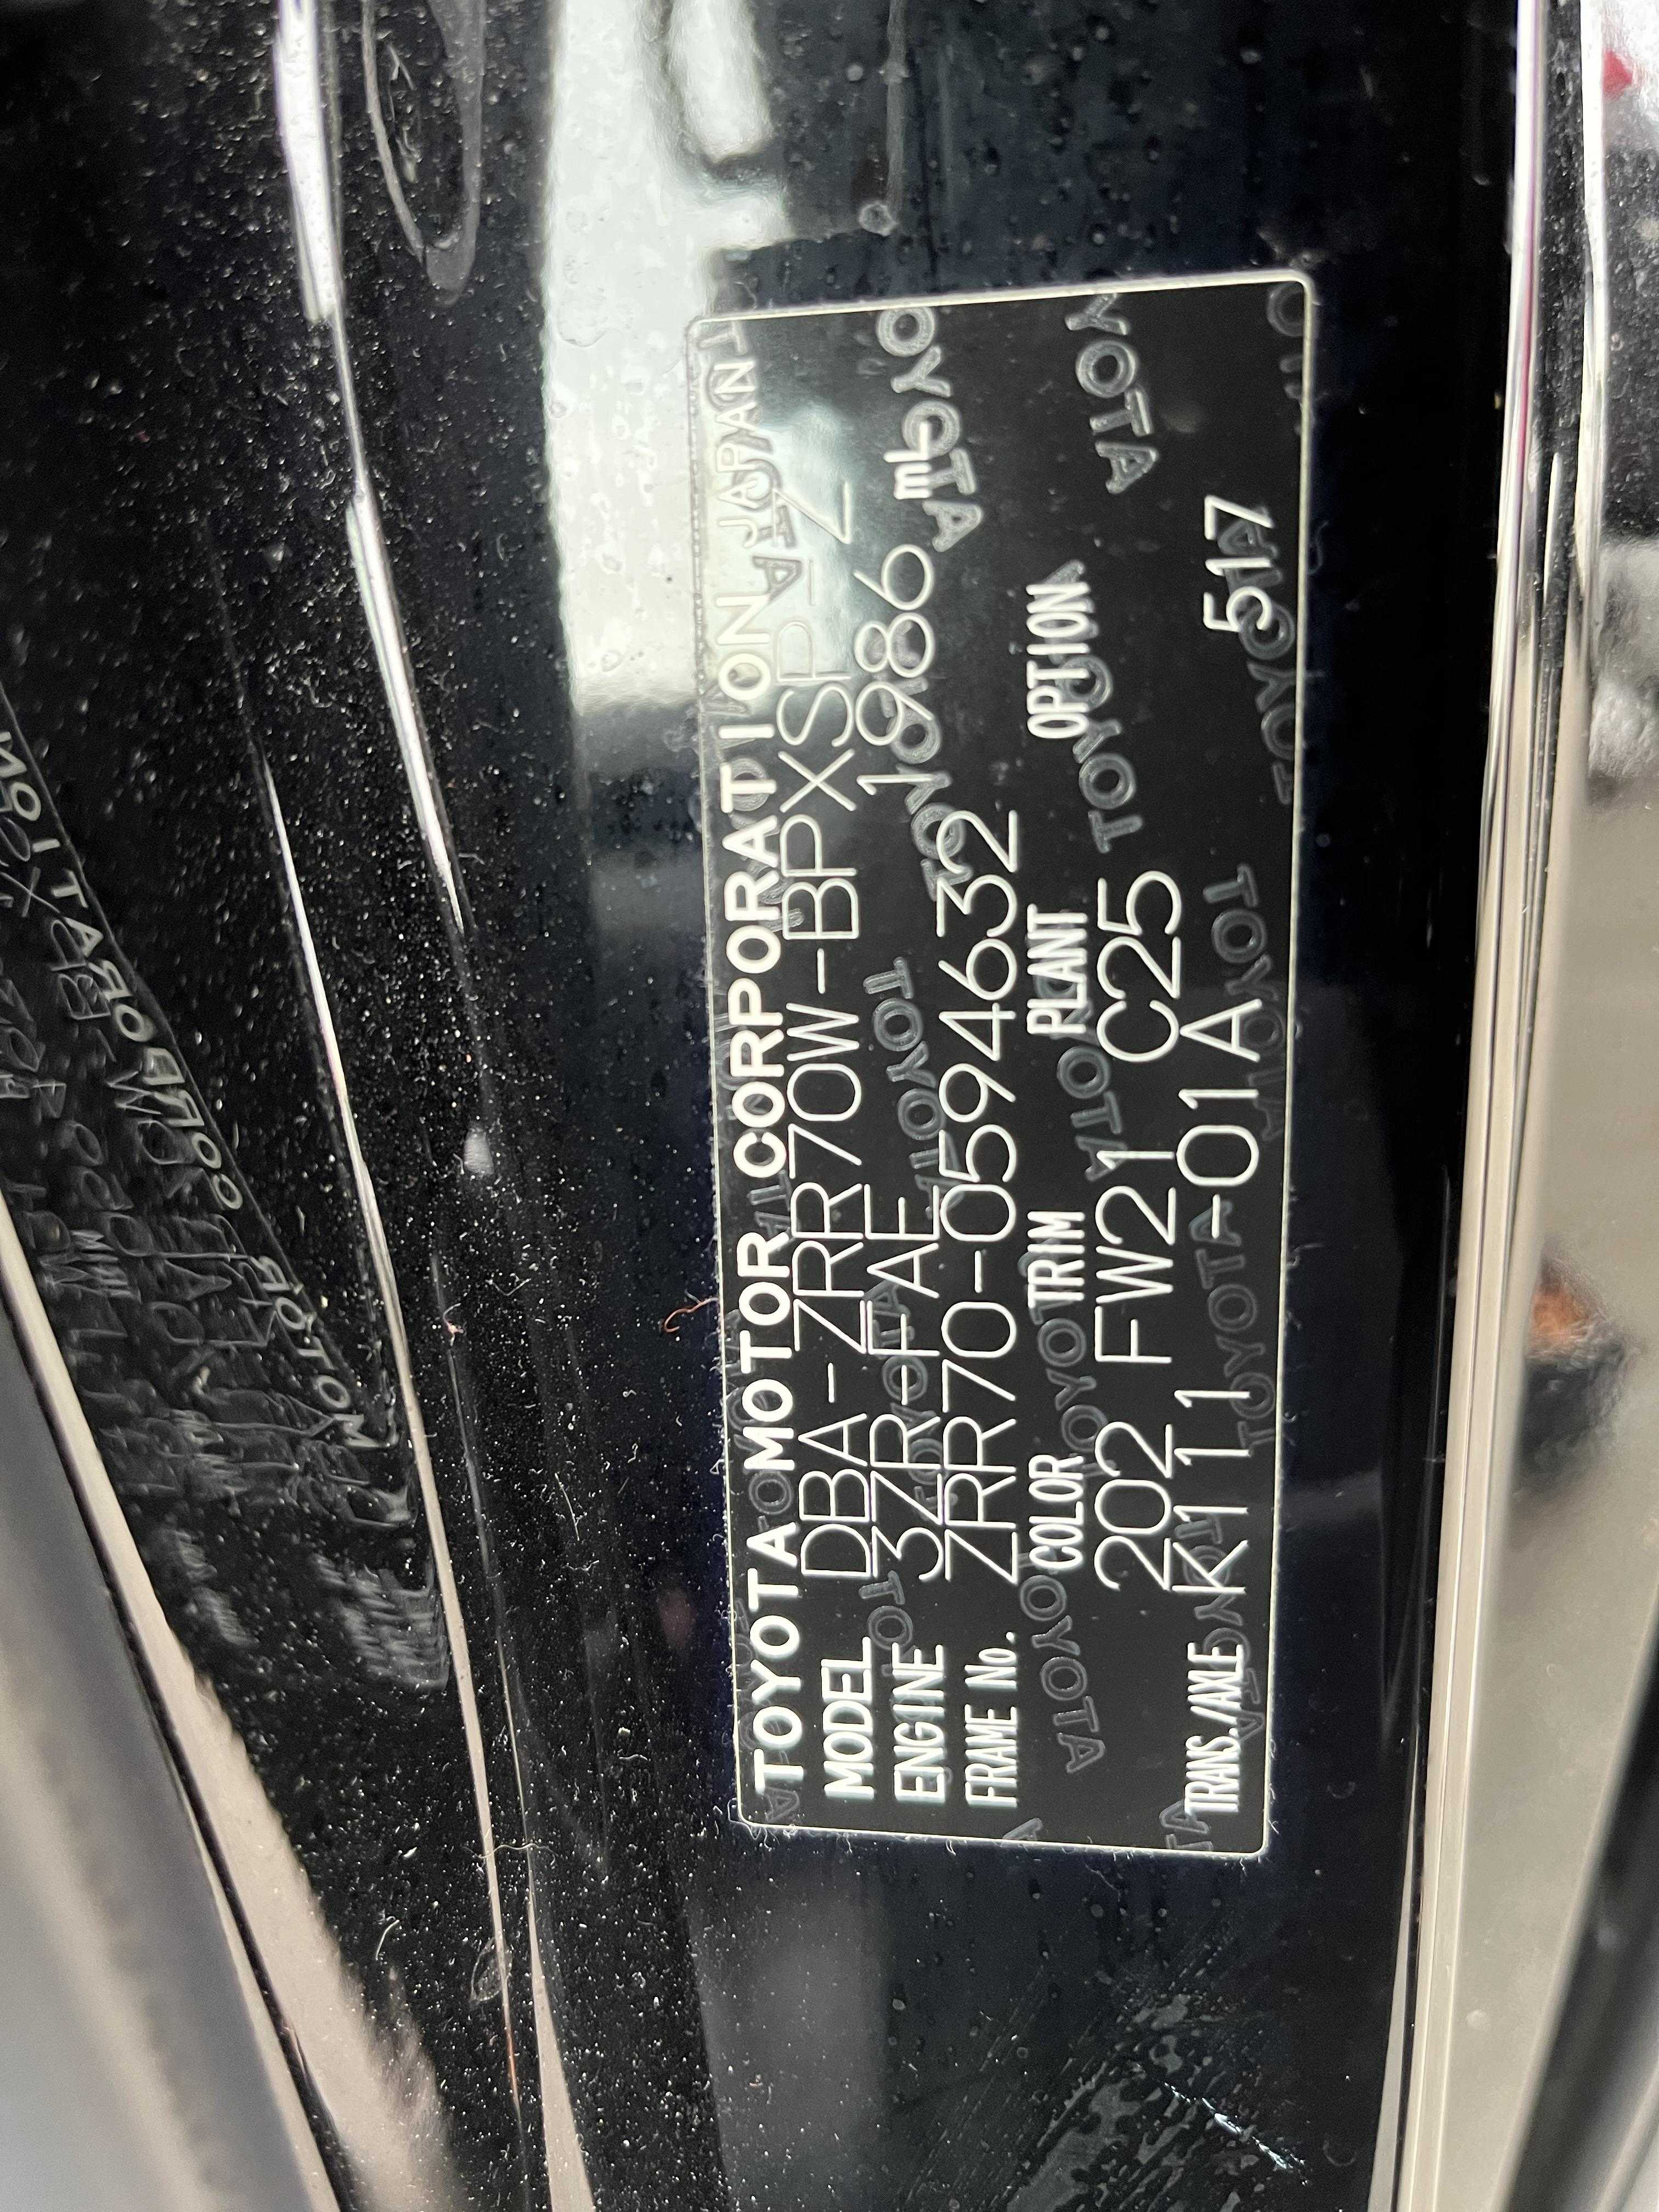 TOYOTA MOTOR CORPORATION JAPAN
MODEL DBA-ZRR70W-BPXSP-Z
ENGINE 3ZR-FAE 1986 mL
FRAME No. ZRR70-0594632
COLOR TRIM PLANT OPTION
202 FW21 C25
TRANS./AXLE K111 -01A 517